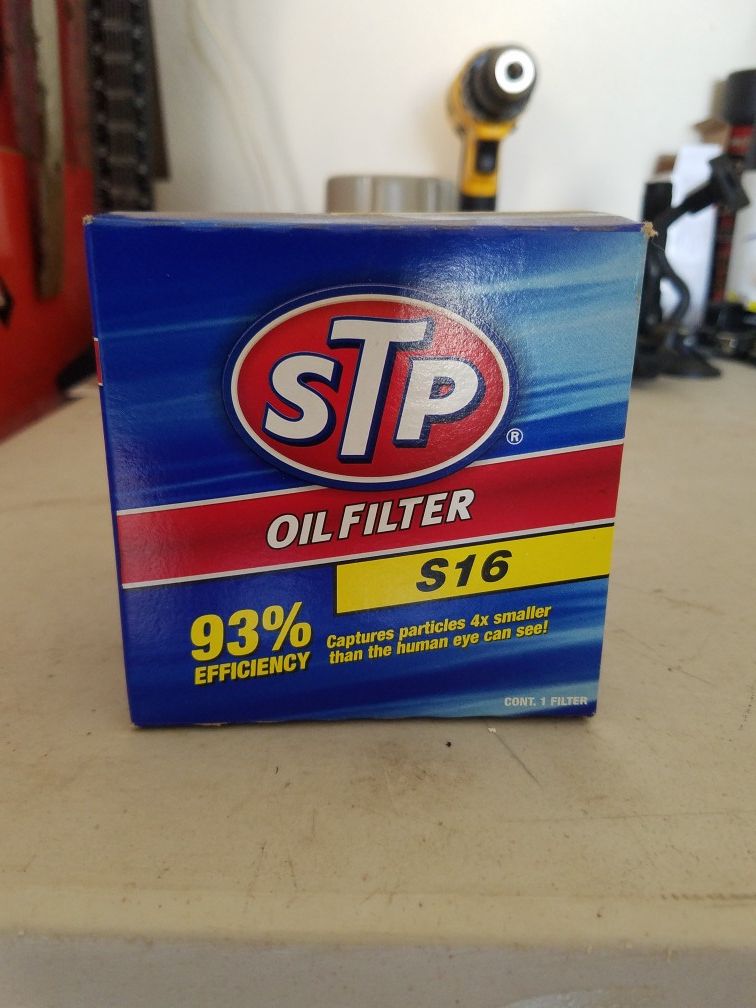 STP
®
OIL FILTER
S16
93%
EFFICIENCY
Captures particles 4x smaller
than the human eye can see!
CONT. 1 FILTER